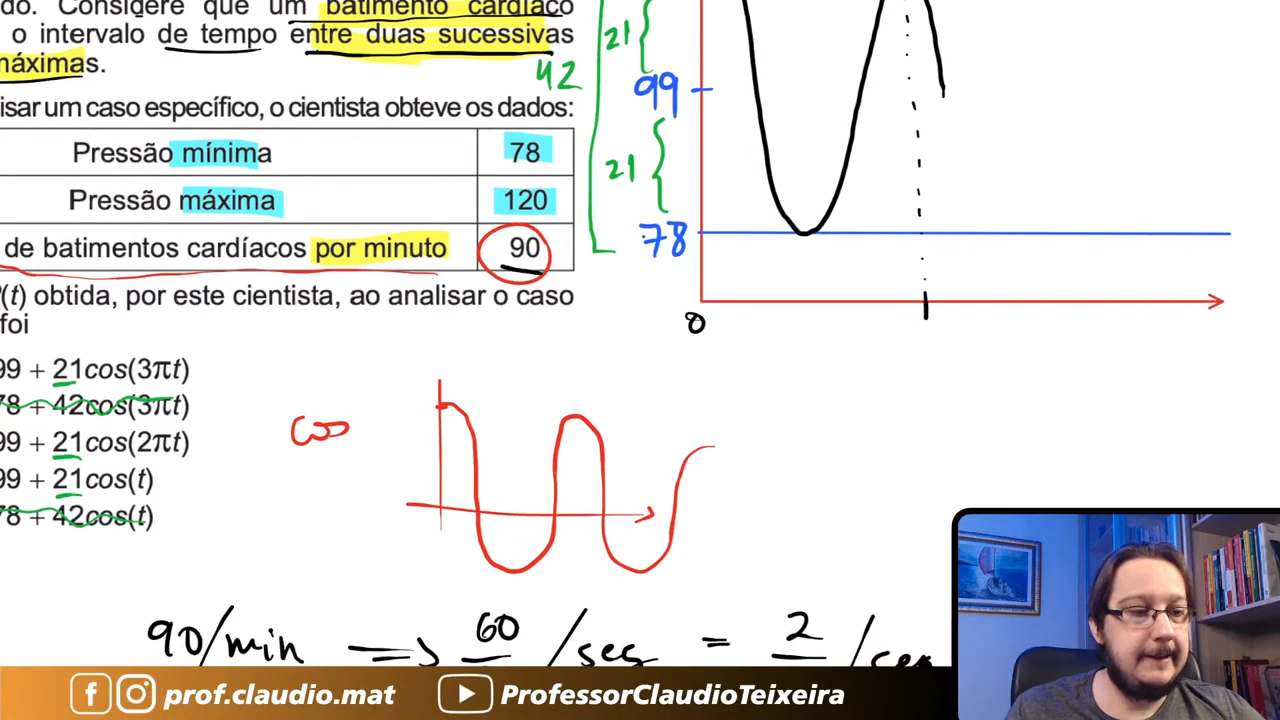 do. Considere que um batimento cardíaco
o intervalo de tempo entre duas sucessivas
máximas.
isar um caso específico, o cientista obteve os dados:
Pressão mínima 78
Pressão máxima 120
de batimentos cardíacos por minuto 90
(t) obtida, por este cientista, ao analisar o caso
foi
99 + 21cos(3πt)
78 + 42cos(3πt)
99 + 21cos(2πt)
99 + 21cos(t)
78 + 42cos(t)
21
42
99
21
78
0 1
cos
90/min => 60 /seg = 2 /seg
prof.claudio.mat
ProfessorClaudioTeixeira